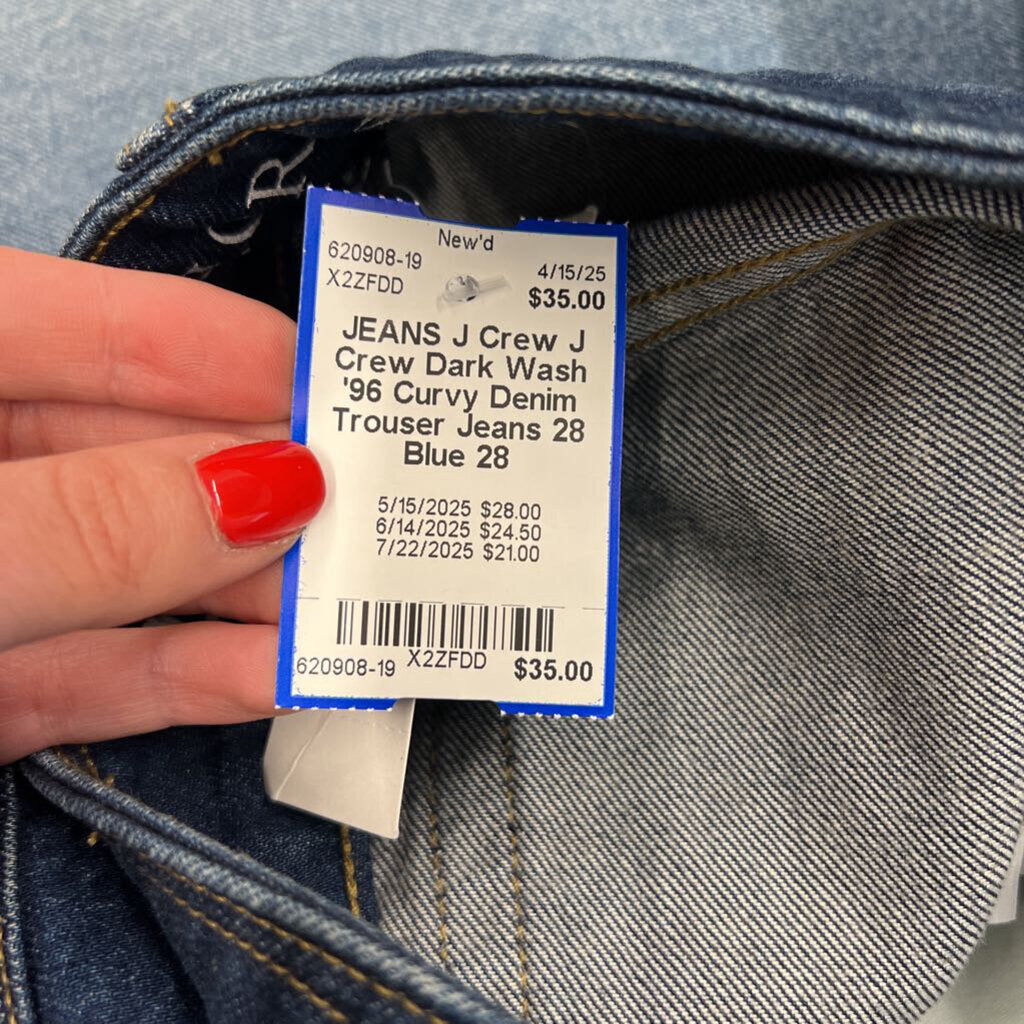 CR
New'd
620908-19
4/15/25
X2ZFDD
$35.00
JEANS J Crew J
Crew Dark Wash
'96 Curvy Denim
Trouser Jeans 28
Blue 28
5/15/2025 $28.00
6/14/2025 $24.50
7/22/2025 $21.00
620908-19 X2ZFDD $35.00